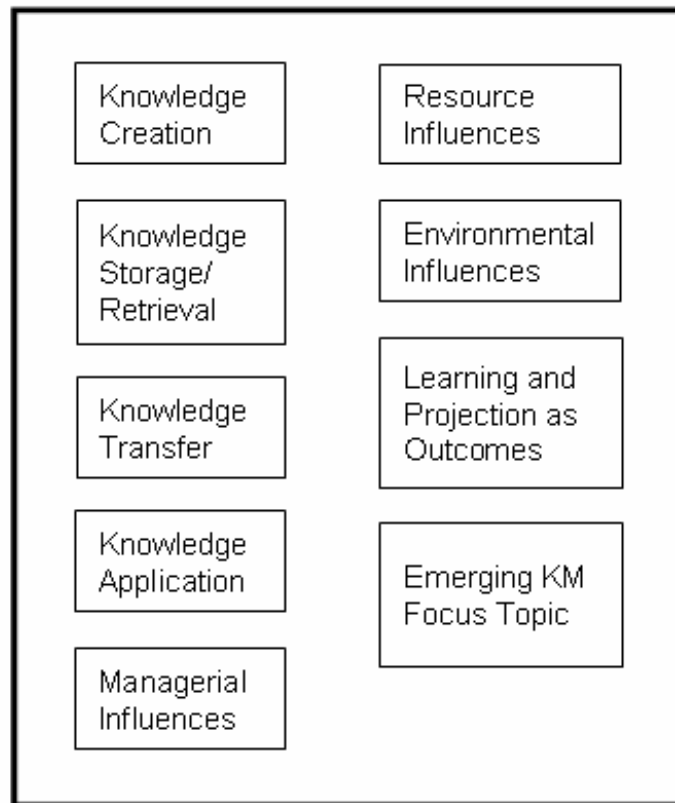 Knowledge
Creation
Knowledge
Storage/
Retrieval
Knowledge
Transfer
Knowledge
Application
Managerial
Influences
Resource
Influences
Environmental
Influences
Learning and
Projection as
Outcomes
Emerging KM
Focus Topic